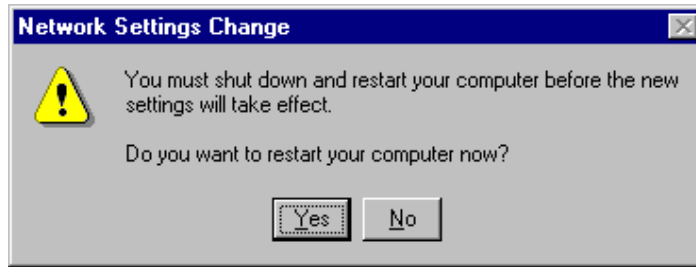 Network Settings Change
You must shut down and restart your computer before the new
settings will take effect.
Do you want to restart your computer now?
Yes
No